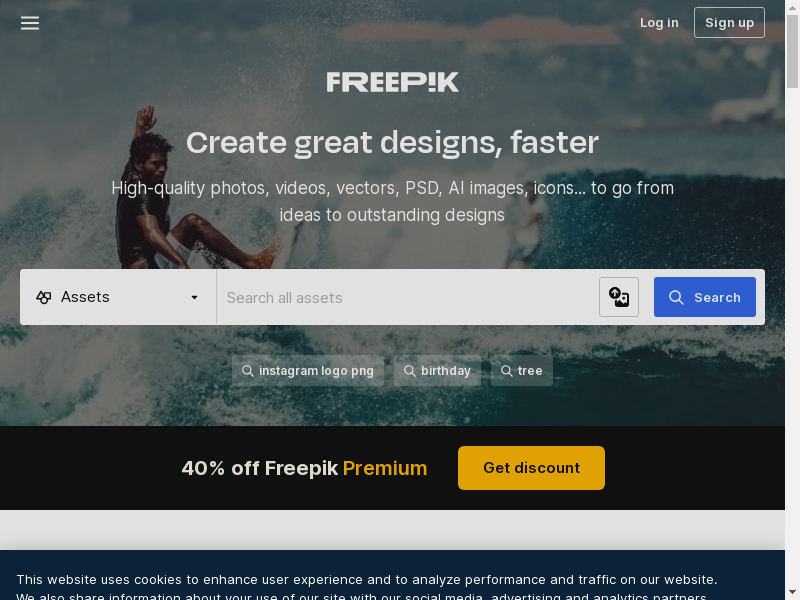 Log in
Sign up
FREEPIK
Create great designs, faster
High-quality photos, videos, vectors, PSD, AI images, icons... to go from
ideas to outstanding designs
Assets
Search all assets
Search
instagram logo png
birthday
tree
40% off Freepik Premium
Get discount
This website uses cookies to enhance user experience and to analyze performance and traffic on our website.
We also share information about your use of our site with our social media, advertising and analytics partners.